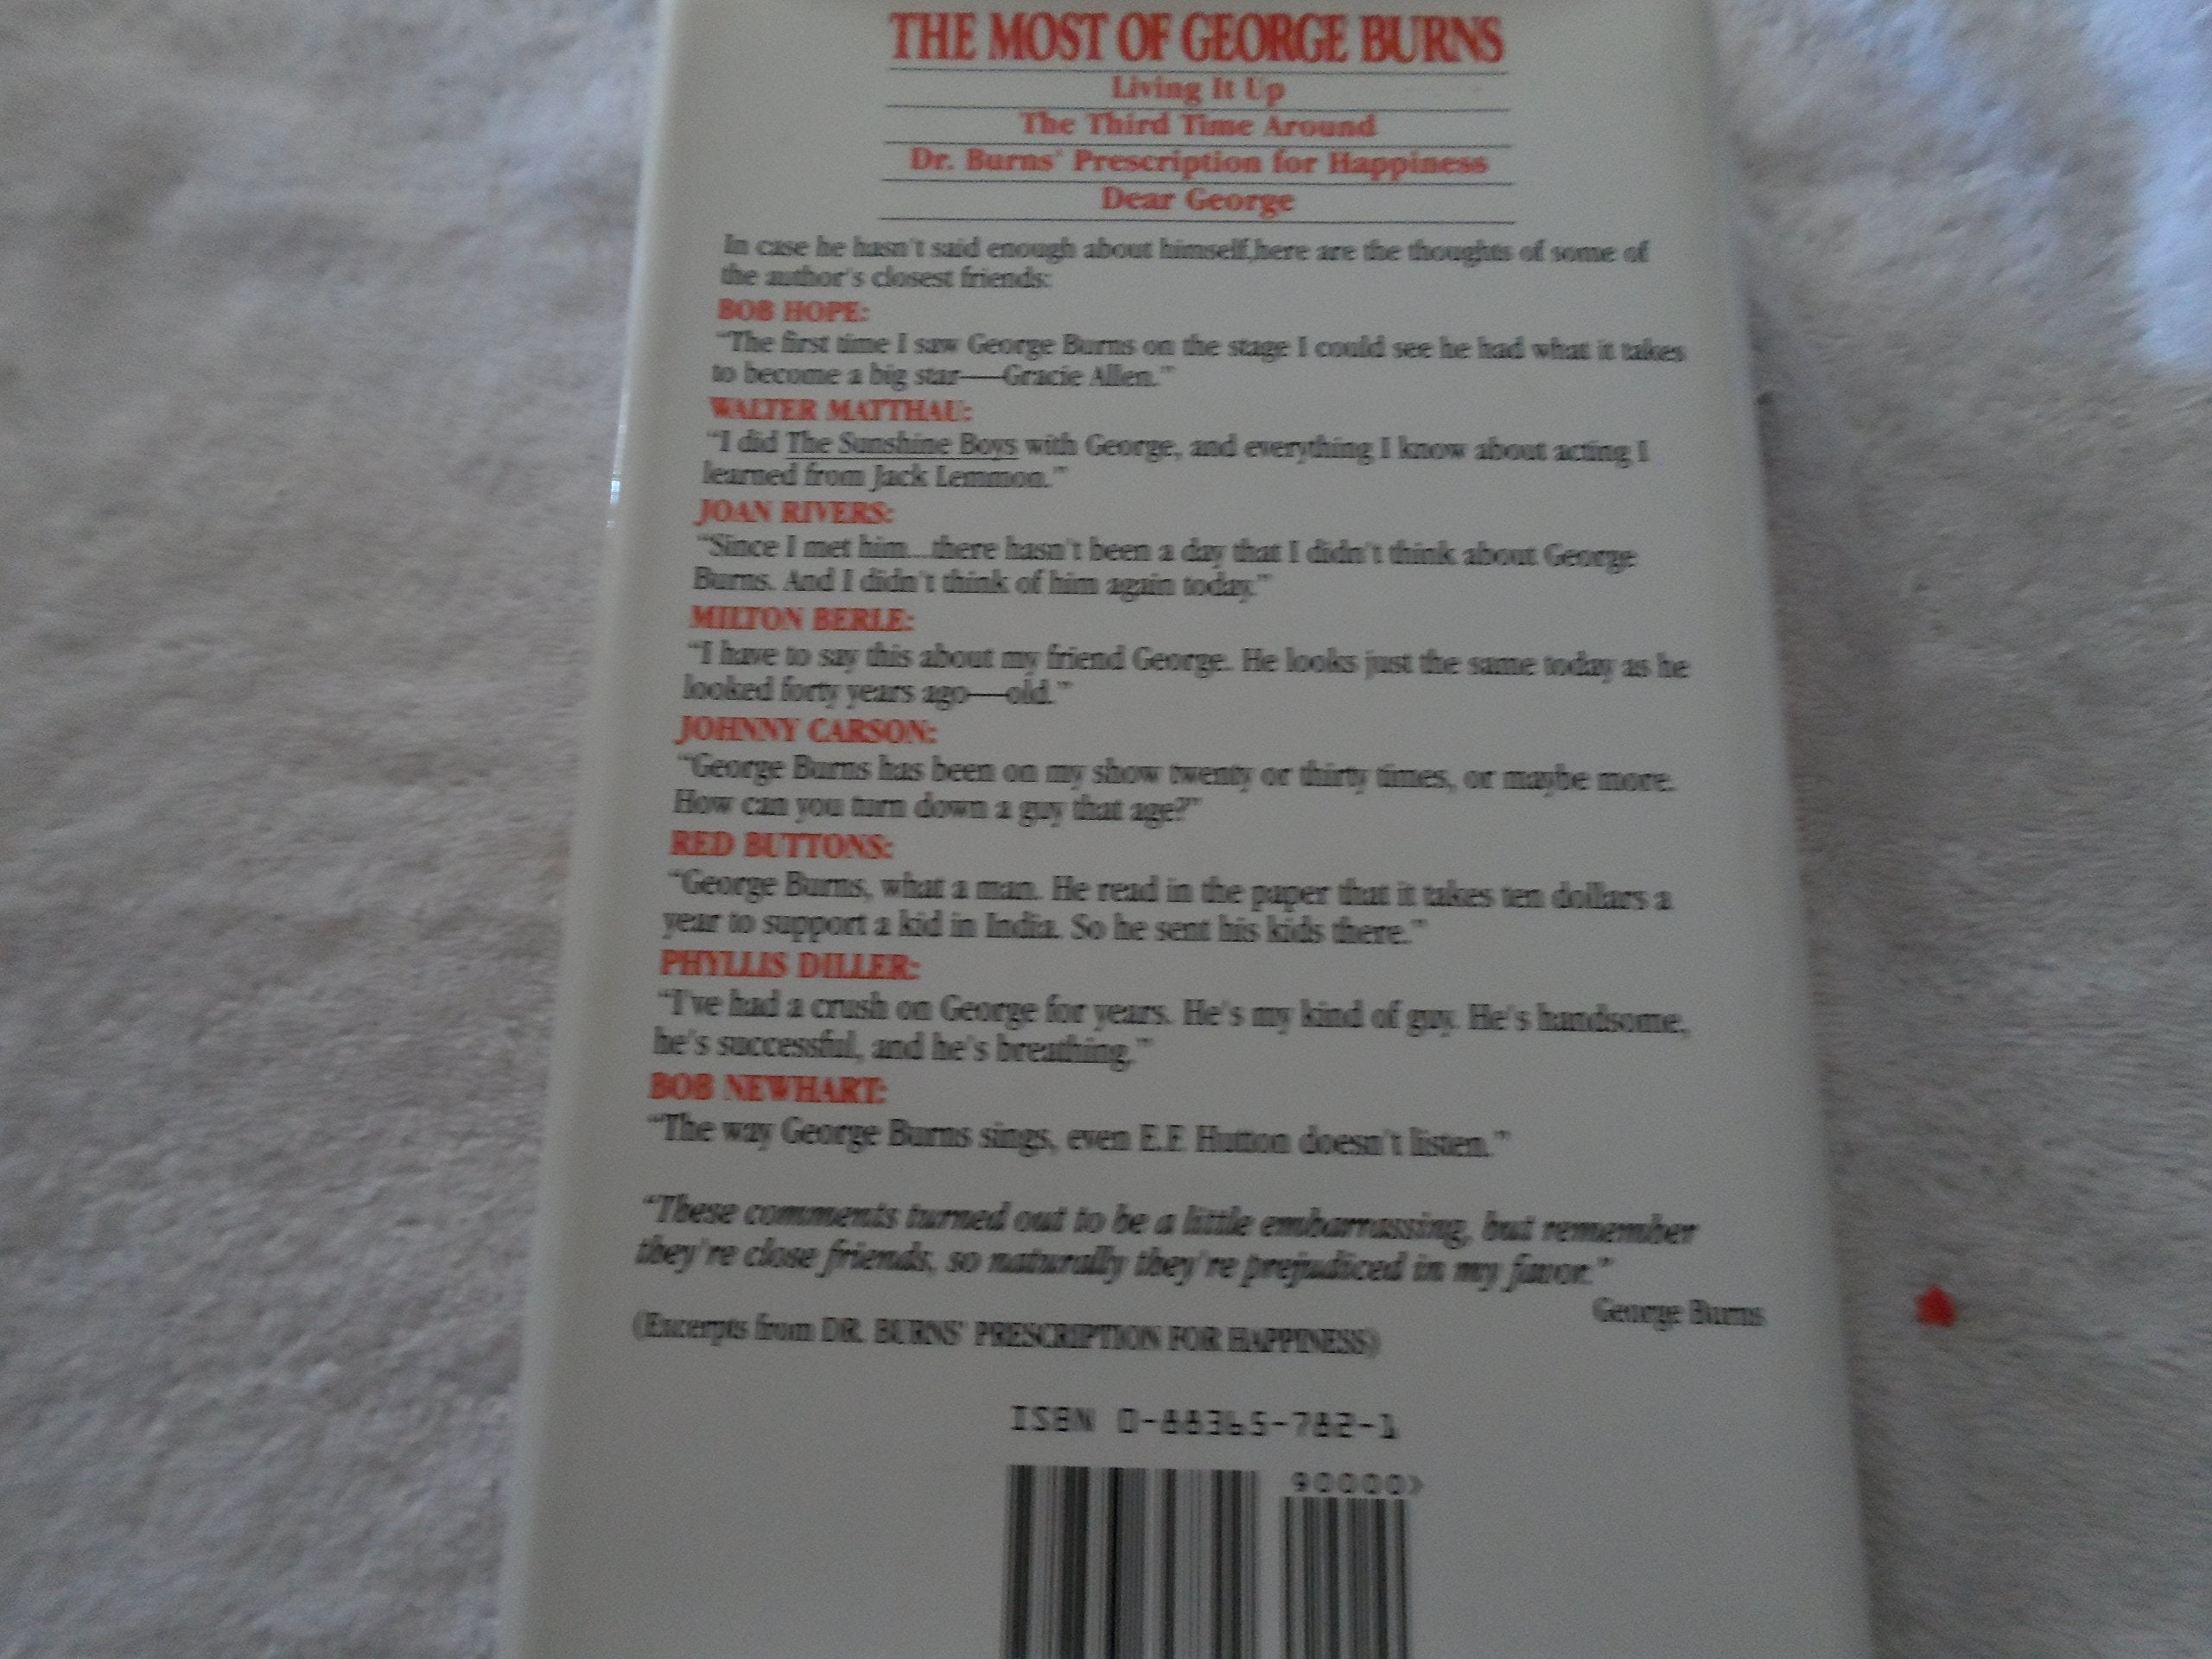 THE MOST OF GEORGE BURNS
Living It Up
The Third Time Around
Dr. Burns' Prescription for Happiness
Dear George
In case he hasn't said enough about himself,here are the thoughts of some of
the author's closest friends:
BOB HOPE:
“The first time I saw George Burns on the stage I could see he had what it takes
to become a big star—Gracie Allen.”
WALTER MATTHAU:
“I did The Sunshine Boys with George, and everything I know about acting I
learned from Jack Lemmon.”
JOAN RIVERS:
“Since I met him...there hasn't been a day that I didn't think about George
Burns. And I didn't think of him again today.”
MILTON BERLE:
“I have to say this about my friend George. He looks just the same today as he
looked forty years ago—old.”
JOHNNY CARSON:
“George Burns has been on my show twenty or thirty times, or maybe more.
How can you turn down a guy that age?”
RED BUTTONS:
“George Burns, what a man. He read in the paper that it takes ten dollars a
year to support a kid in India. So he sent his kids there.”
PHYLLIS DILLER:
“I've had a crush on George for years. He's my kind of guy. He's handsome,
he's successful, and he's breathing.”
BOB NEWHART:
“The way George Burns sings, even E.F. Hutton doesn't listen.”
“These comments turned out to be a little embarrassing, but remember
they're close friends, so naturally they're prejudiced in my favor.”
George Burns
(Excerpts from DR. BURNS' PRESCRIPTION FOR HAPPINESS)
ISBN 0-88365-782-1
90000>